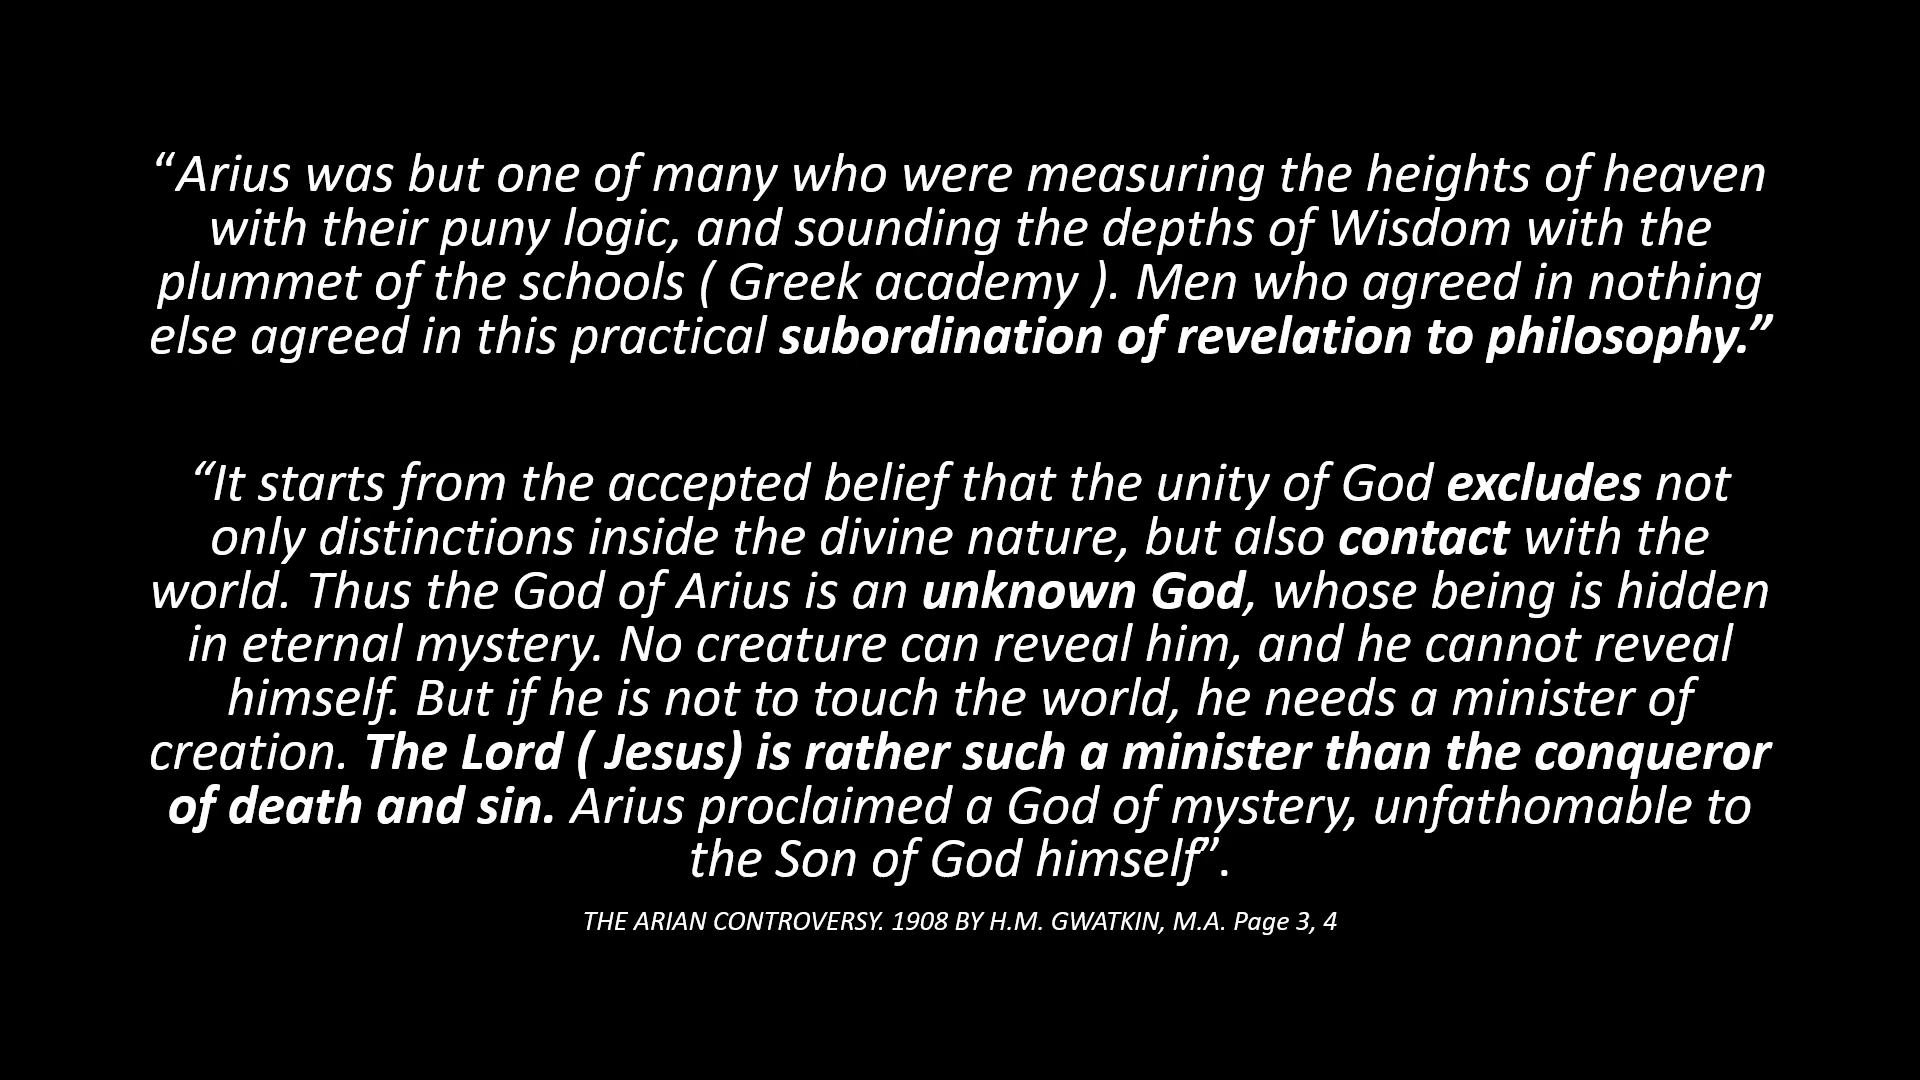 “Arius was but one of many who were measuring the heights of heaven
with their puny logic, and sounding the depths of Wisdom with the
plummet of the schools ( Greek academy ). Men who agreed in nothing
else agreed in this practical subordination of revelation to philosophy.”
“It starts from the accepted belief that the unity of God excludes not
only distinctions inside the divine nature, but also contact with the
world. Thus the God of Arius is an unknown God, whose being is hidden
in eternal mystery. No creature can reveal him, and he cannot reveal
himself. But if he is not to touch the world, he needs a minister of
creation. The Lord ( Jesus) is rather such a minister than the conqueror
of death and sin. Arius proclaimed a God of mystery, unfathomable to
the Son of God himself”.
THE ARIAN CONTROVERSY. 1908 BY H.M. GWATKIN, M.A. Page 3, 4